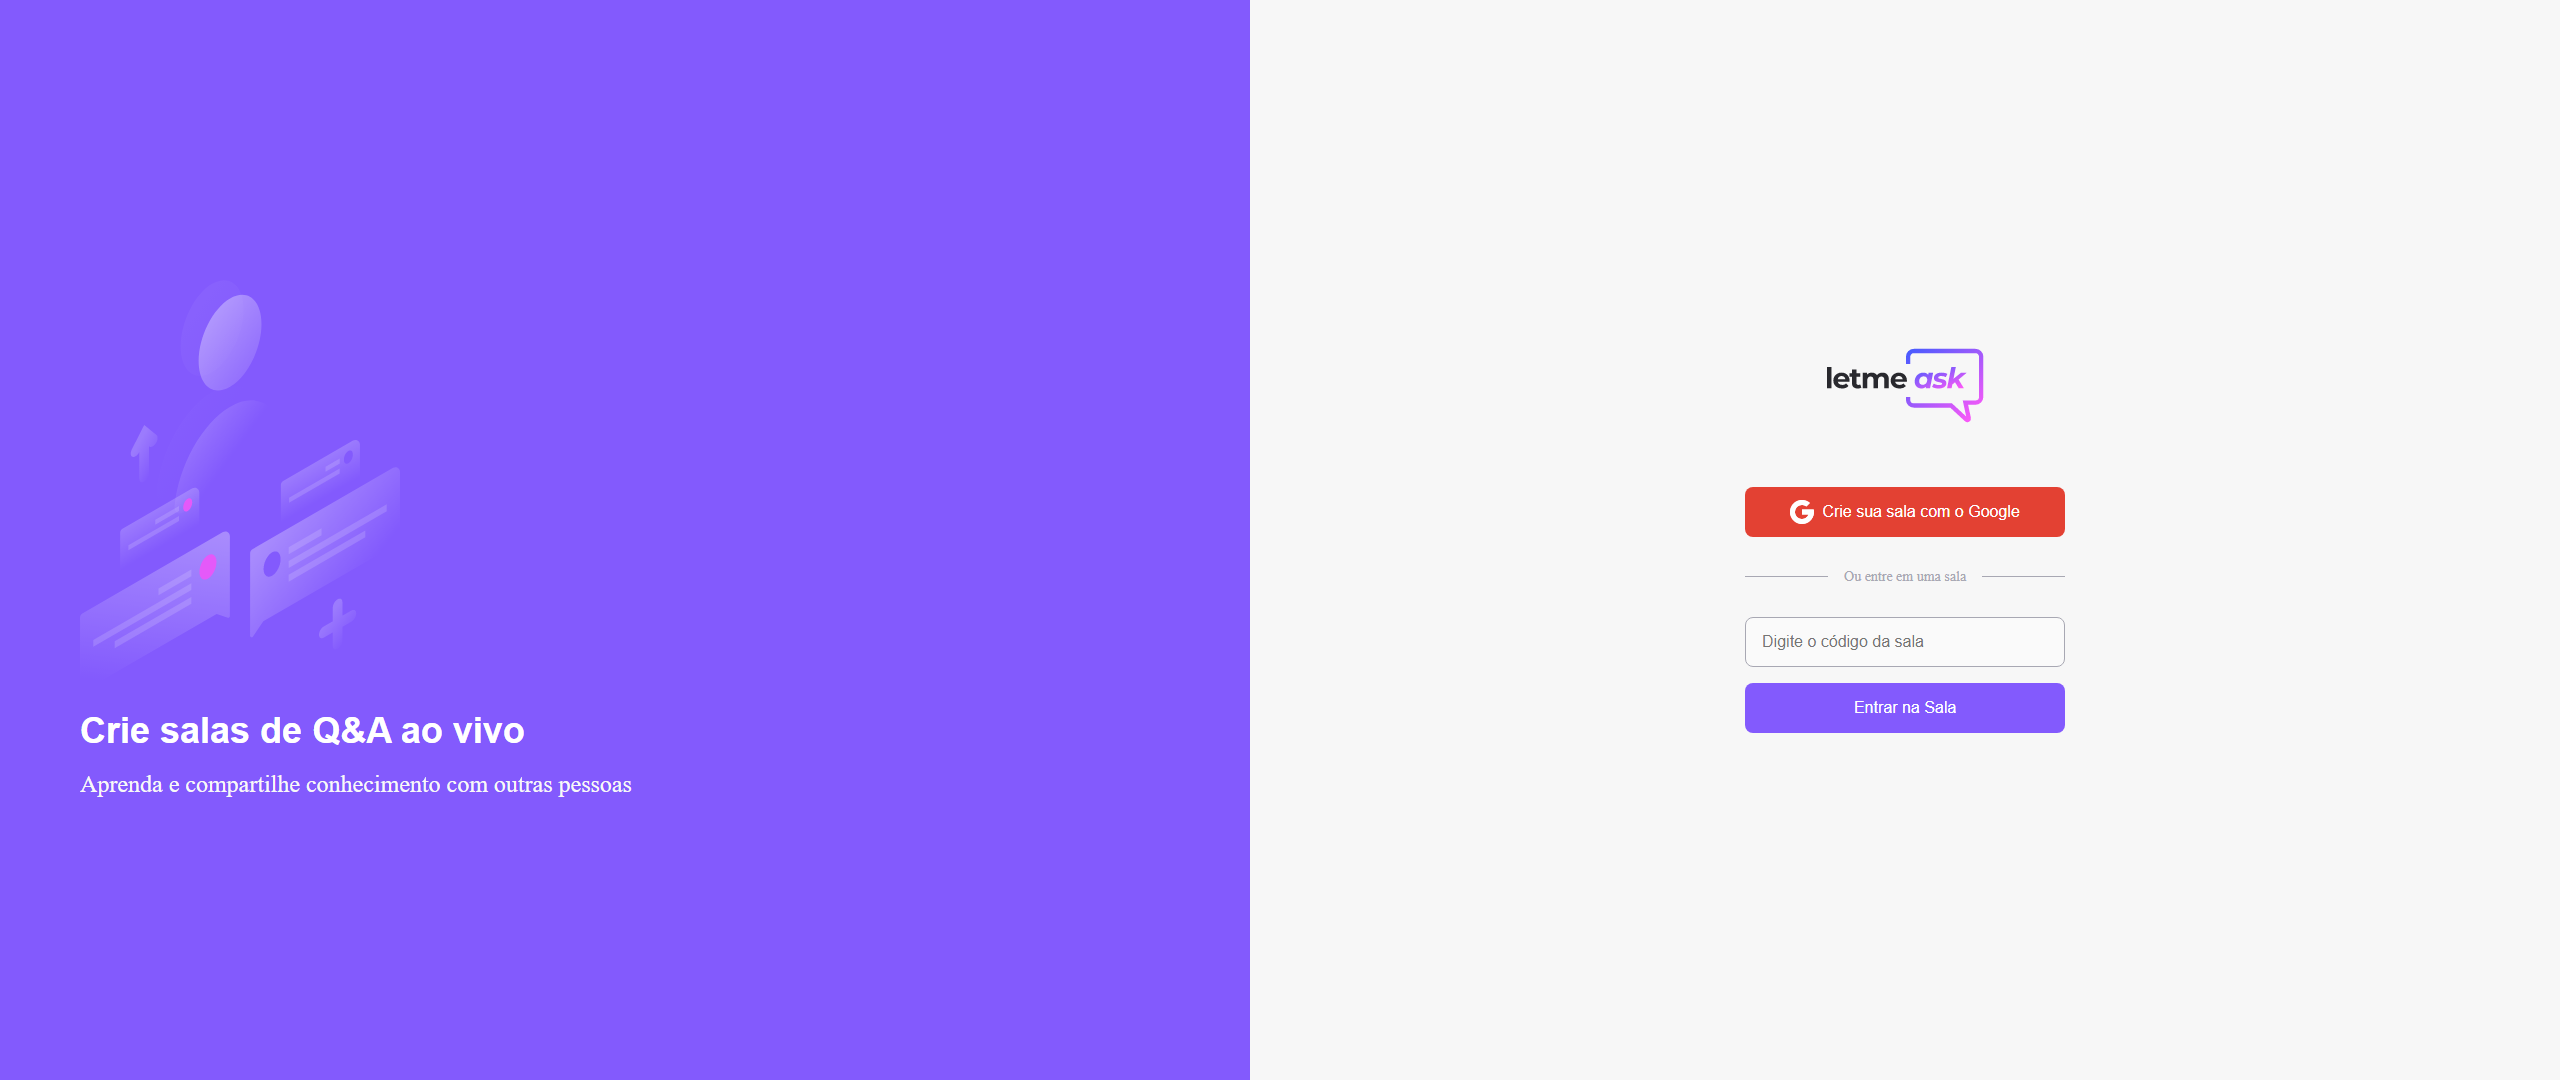 Crie salas de Q&A ao vivo
Aprenda e compartilhe conhecimento com outras pessoas
letme ask
Crie sua sala com o Google
Ou entre em uma sala
Digite o código da sala
Entrar na Sala